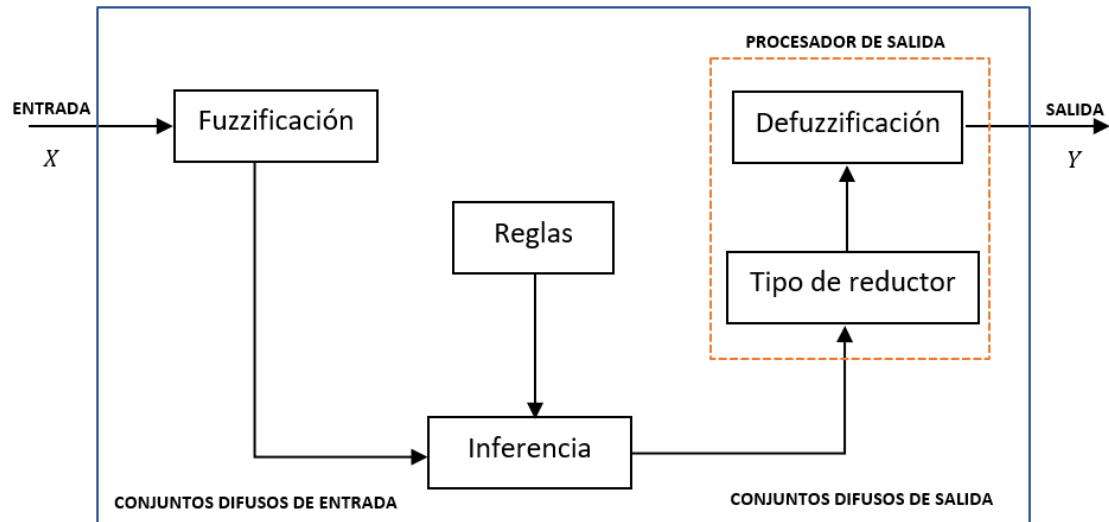 PROCESADOR DE SALIDA
ENTRADA
Fuzzificación
Defuzzificación
SALIDA
X
Y
Reglas
Tipo de reductor
Inferencia
CONJUNTOS DIFUSOS DE ENTRADA
CONJUNTOS DIFUSOS DE SALIDA